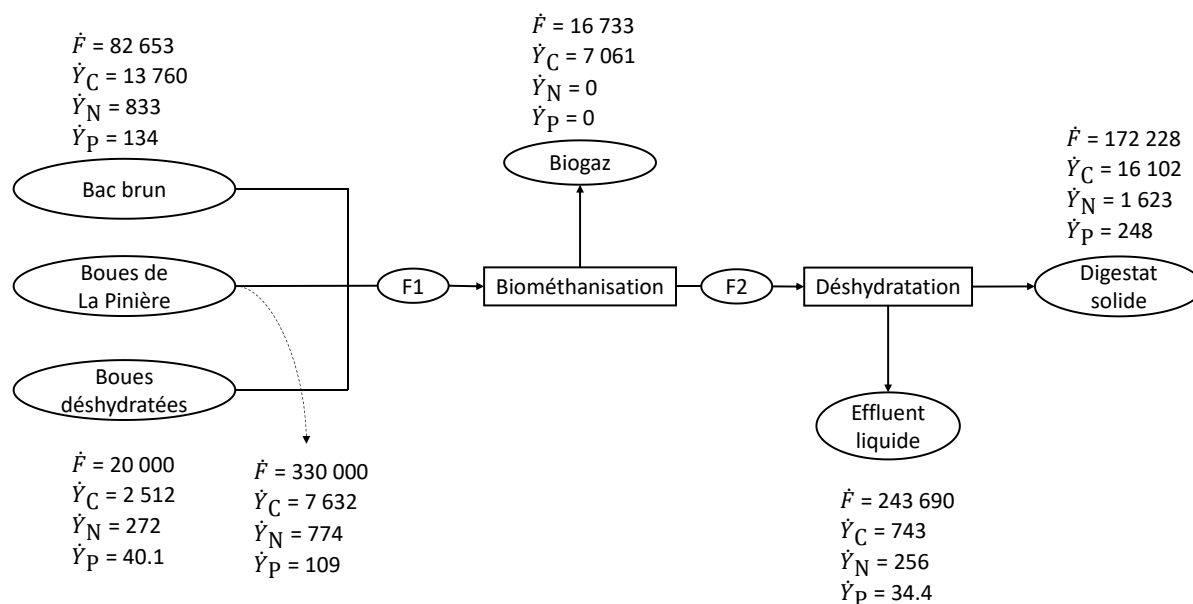 Ḟ = 82 653
Ẏ_C = 13 760
Ẏ_N = 833
Ẏ_P = 134
Bac brun
Ḟ = 16 733
Ẏ_C = 7 061
Ẏ_N = 0
Ẏ_P = 0
Biogaz
Ḟ = 172 228
Ẏ_C = 16 102
Ẏ_N = 1 623
Ẏ_P = 248
Boues de
La Pinière
F1
Biométhanisation
F2
Déshydratation
Digestat
solide
Boues
déshydratées
Effluent
liquide
Ḟ = 20 000
Ẏ_C = 2 512
Ẏ_N = 272
Ẏ_P = 40.1
Ḟ = 330 000
Ẏ_C = 7 632
Ẏ_N = 774
Ẏ_P = 109
Ḟ = 243 690
Ẏ_C = 743
Ẏ_N = 256
Ẏ_P = 34.4